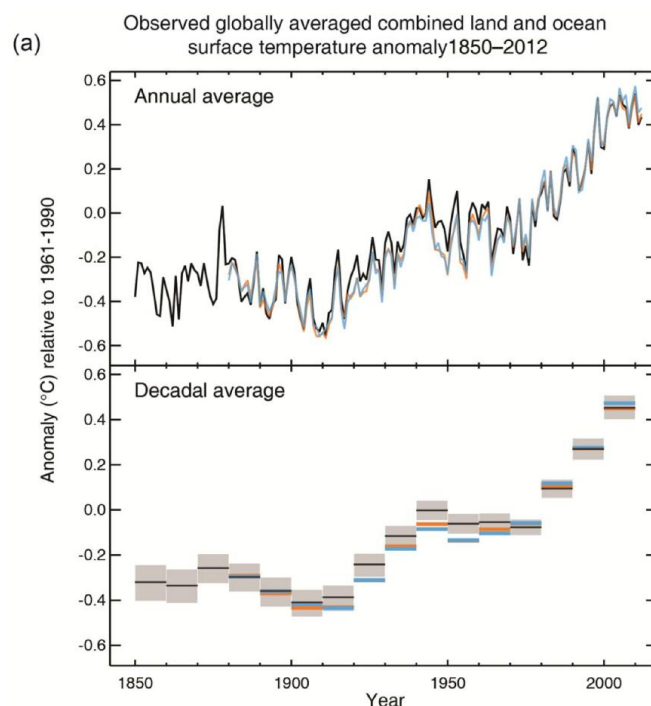 Observed globally averaged combined land and ocean
(a)
surface temperature anomaly1850–2012
0.6
Annual average
0.4
0.2
0.0
-0.2
-0.4
-0.6
Anomaly (°C) relative to 1961-1990
0.6
Decadal average
0.4
0.2
0.0
-0.2
-0.4
-0.6
1850
1900
1950
2000
Year